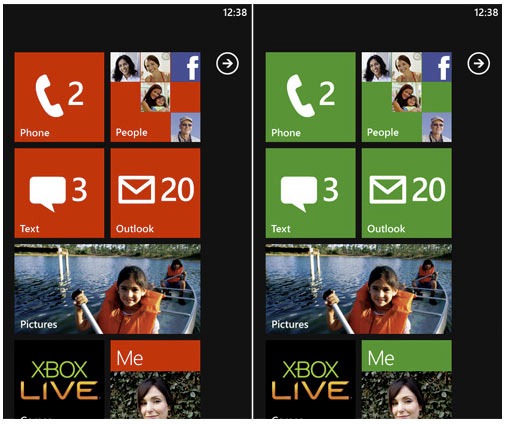 12:38
2
f
Phone
People
3
20
Text
Outlook
Pictures
XBOX
LIVE
Me
12:38
2
f
Phone
People
3
20
Text
Outlook
Pictures
XBOX
LIVE
Me